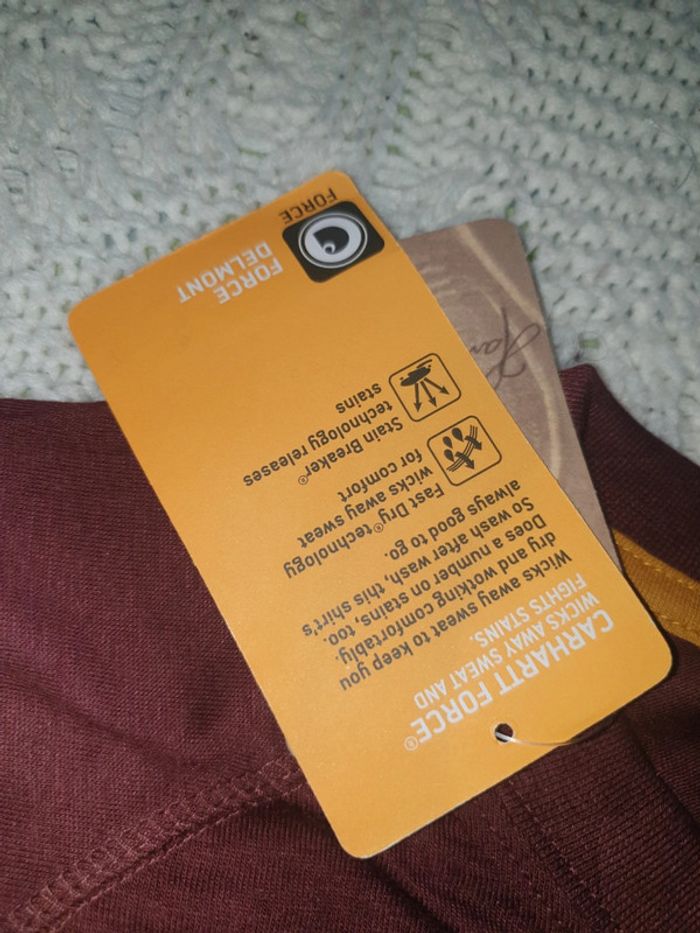 CARHARTT FORCE®
WICKS AWAY SWEAT AND
FIGHTS STAINS.
Wicks away sweat to keep you
dry and working comfortably.
Does a number on stains, too.
So wash after wash, this shirt's
always good to go.
Fast Dry® technology
wicks away sweat
for comfort
Stain Breaker®
technology releases
stains
FORCE
DELMONT
FORCE